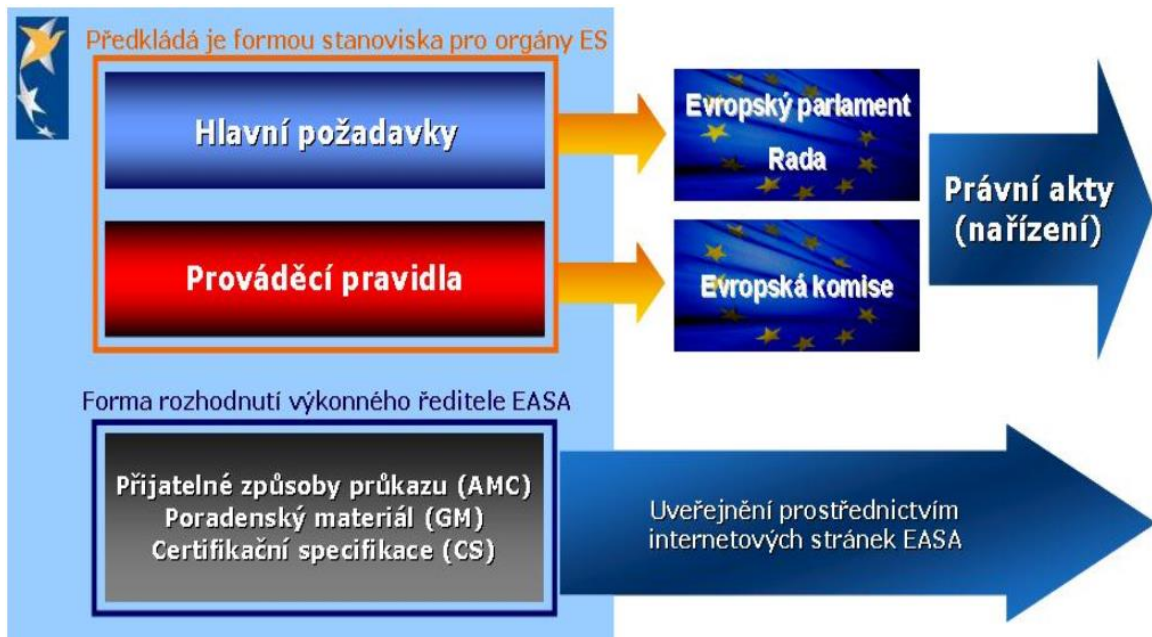 Předkládá je formou stanoviska pro orgány ES
Hlavní požadavky
Evropský parlament
Rada
Prováděcí pravidla
Evropská komise
Právní akty
(nařízení)
Forma rozhodnutí výkonného ředitele EASA
Přijatelné způsoby průkazu (AMC)
Poradenský materiál (GM)
Certifikační specifikace (CS)
Uveřejnění prostřednictvím
internetových stránek EASA